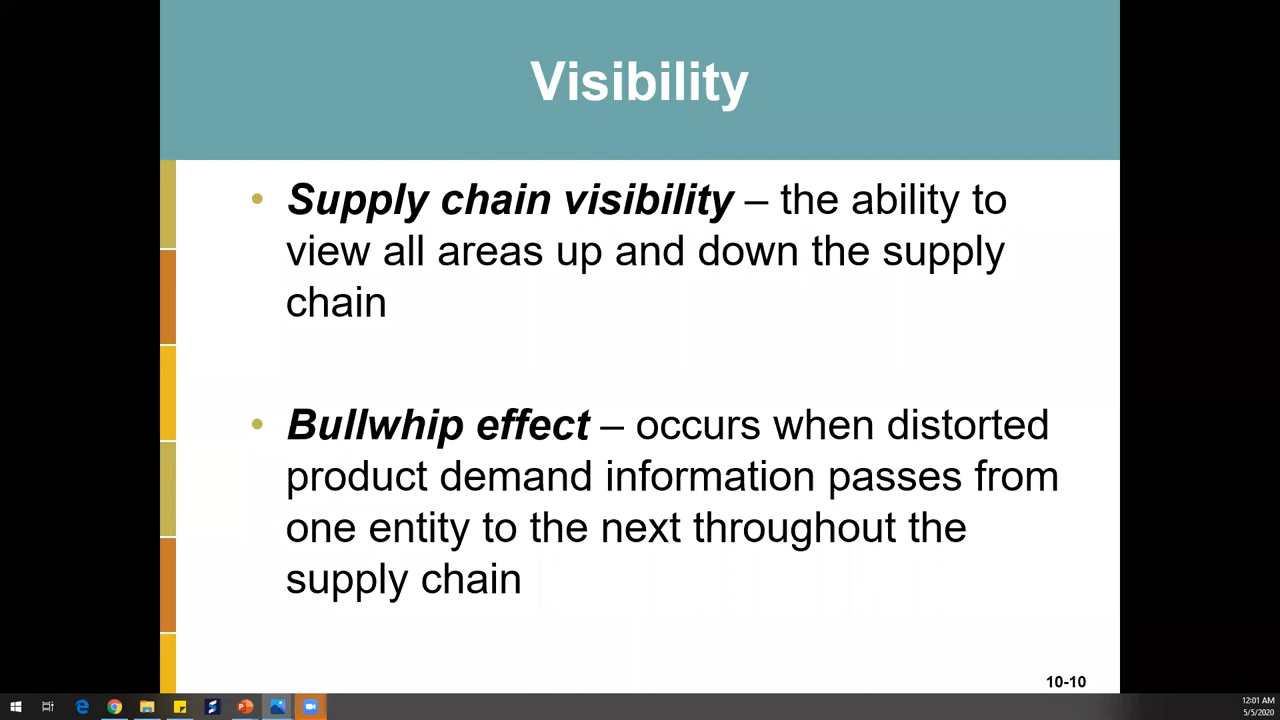 Visibility
• Supply chain visibility – the ability to
view all areas up and down the supply
chain
• Bullwhip effect – occurs when distorted
product demand information passes from
one entity to the next throughout the
supply chain
10-10
12:01 AM
5/5/2020